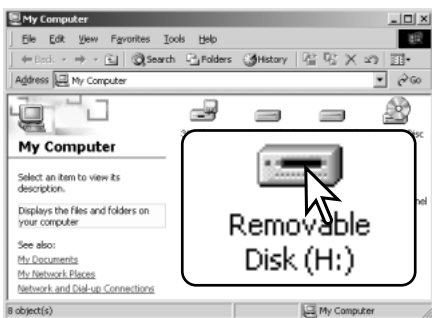 My Computer
File Edit View Favorites Tools Help
Back Search Folders History
Address My Computer Go
My Computer
Select an item to view its
description.
Displays the files and folders on
your computer
See also:
My Documents
My Network Places
Network and Dial-up Connections
Removable
Disk (H:)
8 object(s) My Computer